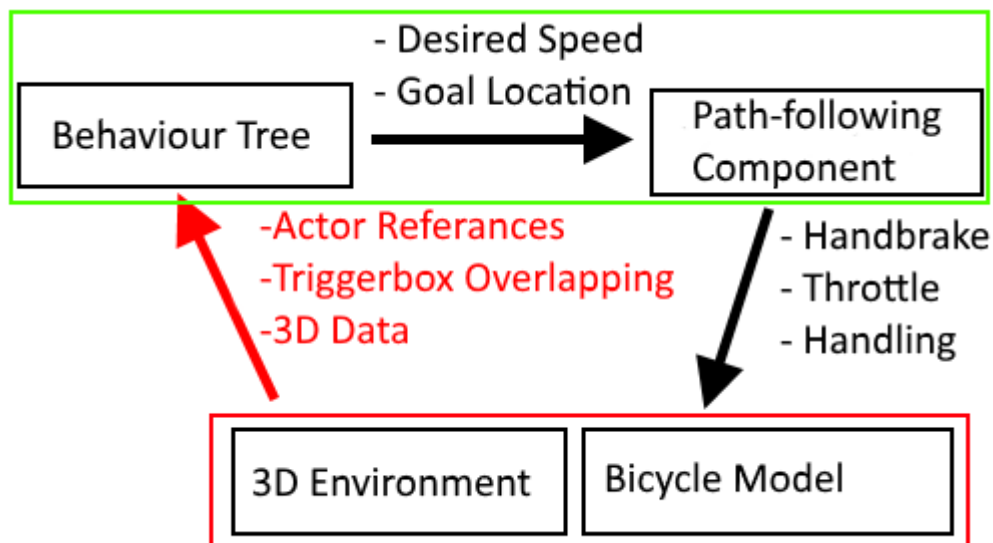 - Desired Speed
- Goal Location
Behaviour Tree
Path-following
Component
-Actor Referances
-Triggerbox Overlapping
-3D Data
- Handbrake
- Throttle
- Handling
3D Environment
Bicycle Model